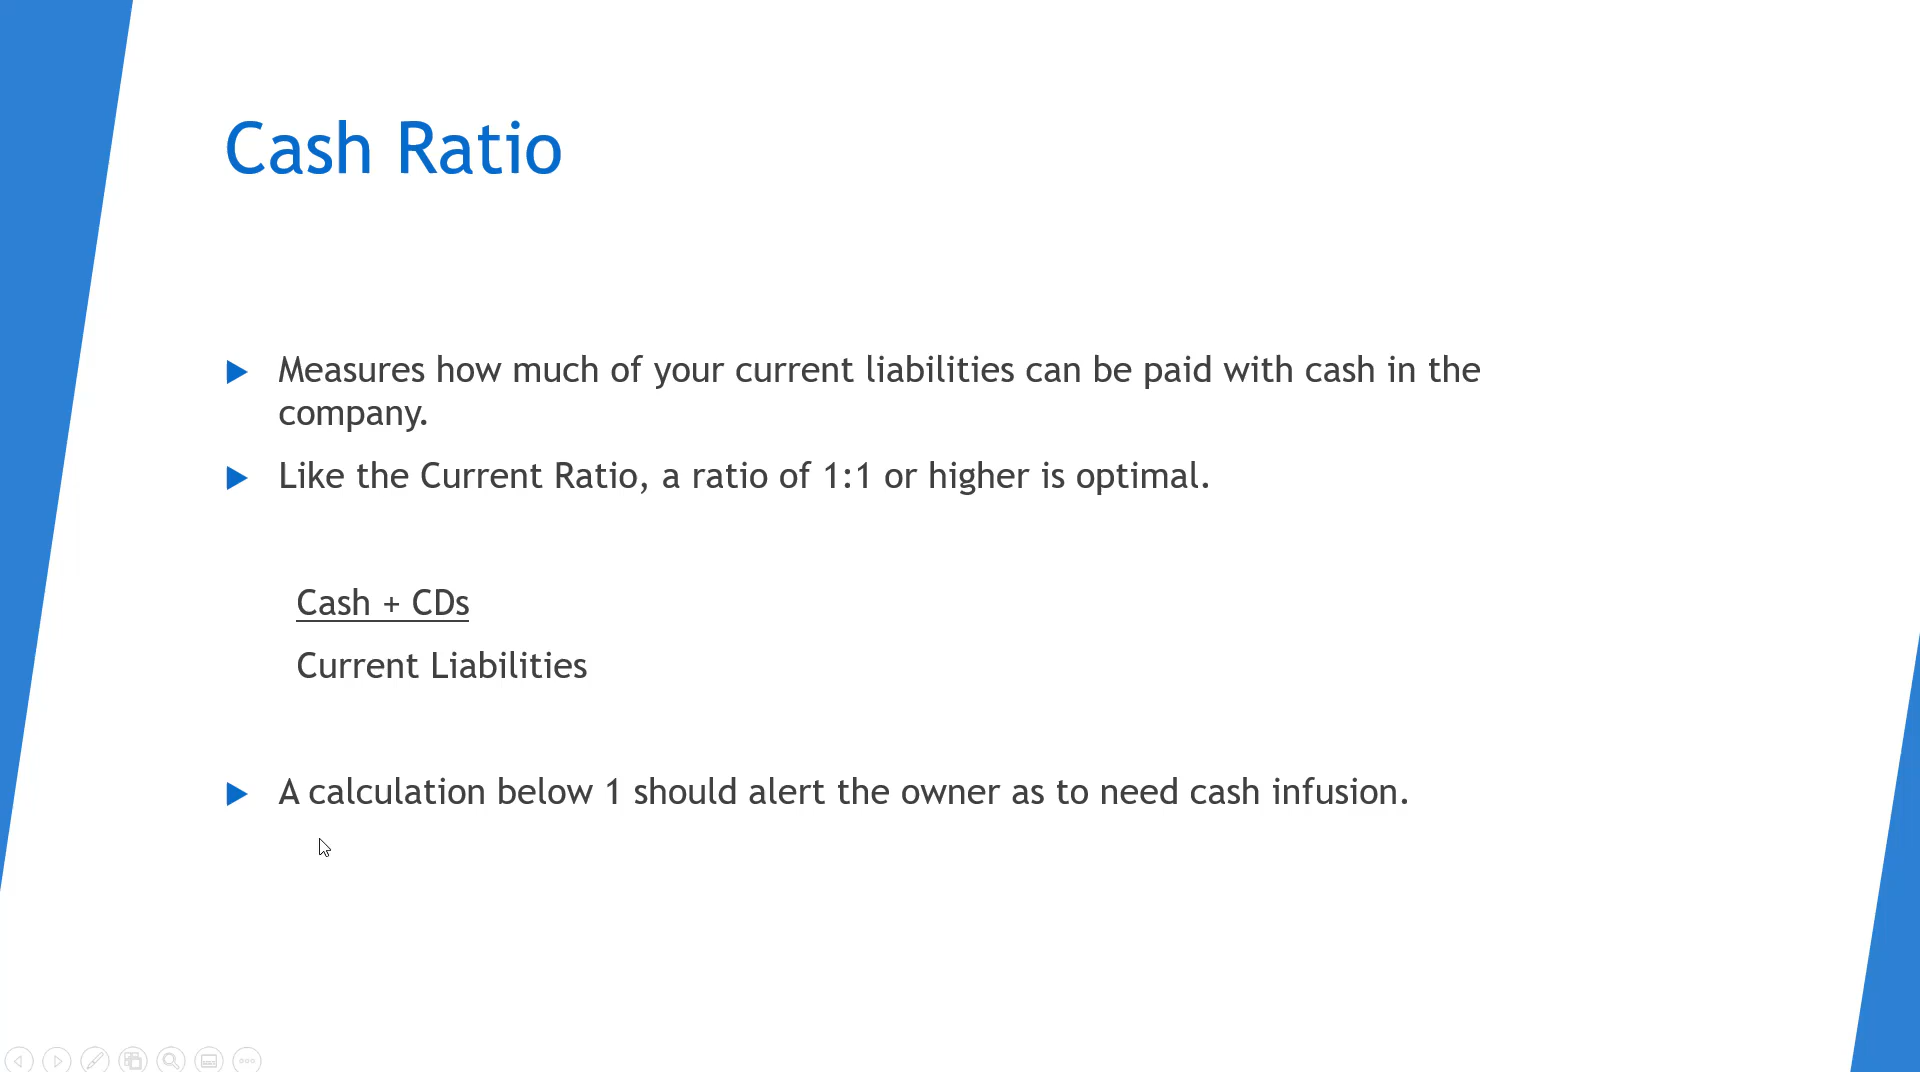 Cash Ratio
Measures how much of your current liabilities can be paid with cash in the
company.
Like the Current Ratio, a ratio of 1:1 or higher is optimal.
Cash + CDs
Current Liabilities
A calculation below 1 should alert the owner as to need cash infusion.